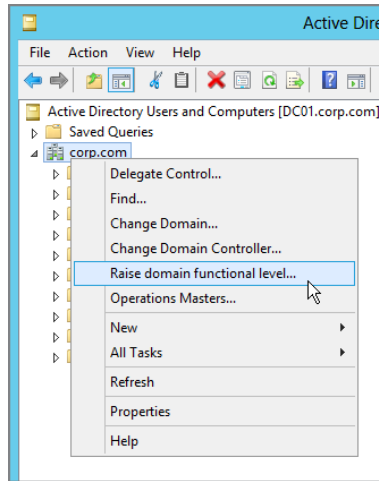 Active Dire
File Action View Help
Active Directory Users and Computers [DC01.corp.com]
Saved Queries
corp.com
Delegate Control...
Find...
Change Domain...
Change Domain Controller...
Raise domain functional level...
Operations Masters...
New
All Tasks
Refresh
Properties
Help